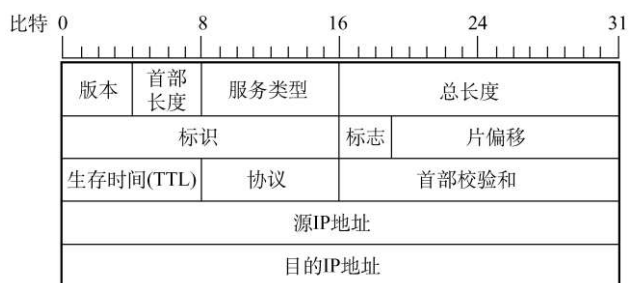 比特 0 8 16 24 31
版本 首部长度 服务类型 总长度
标识 标志 片偏移
生存时间(TTL) 协议 首部校验和
源IP地址
目的IP地址